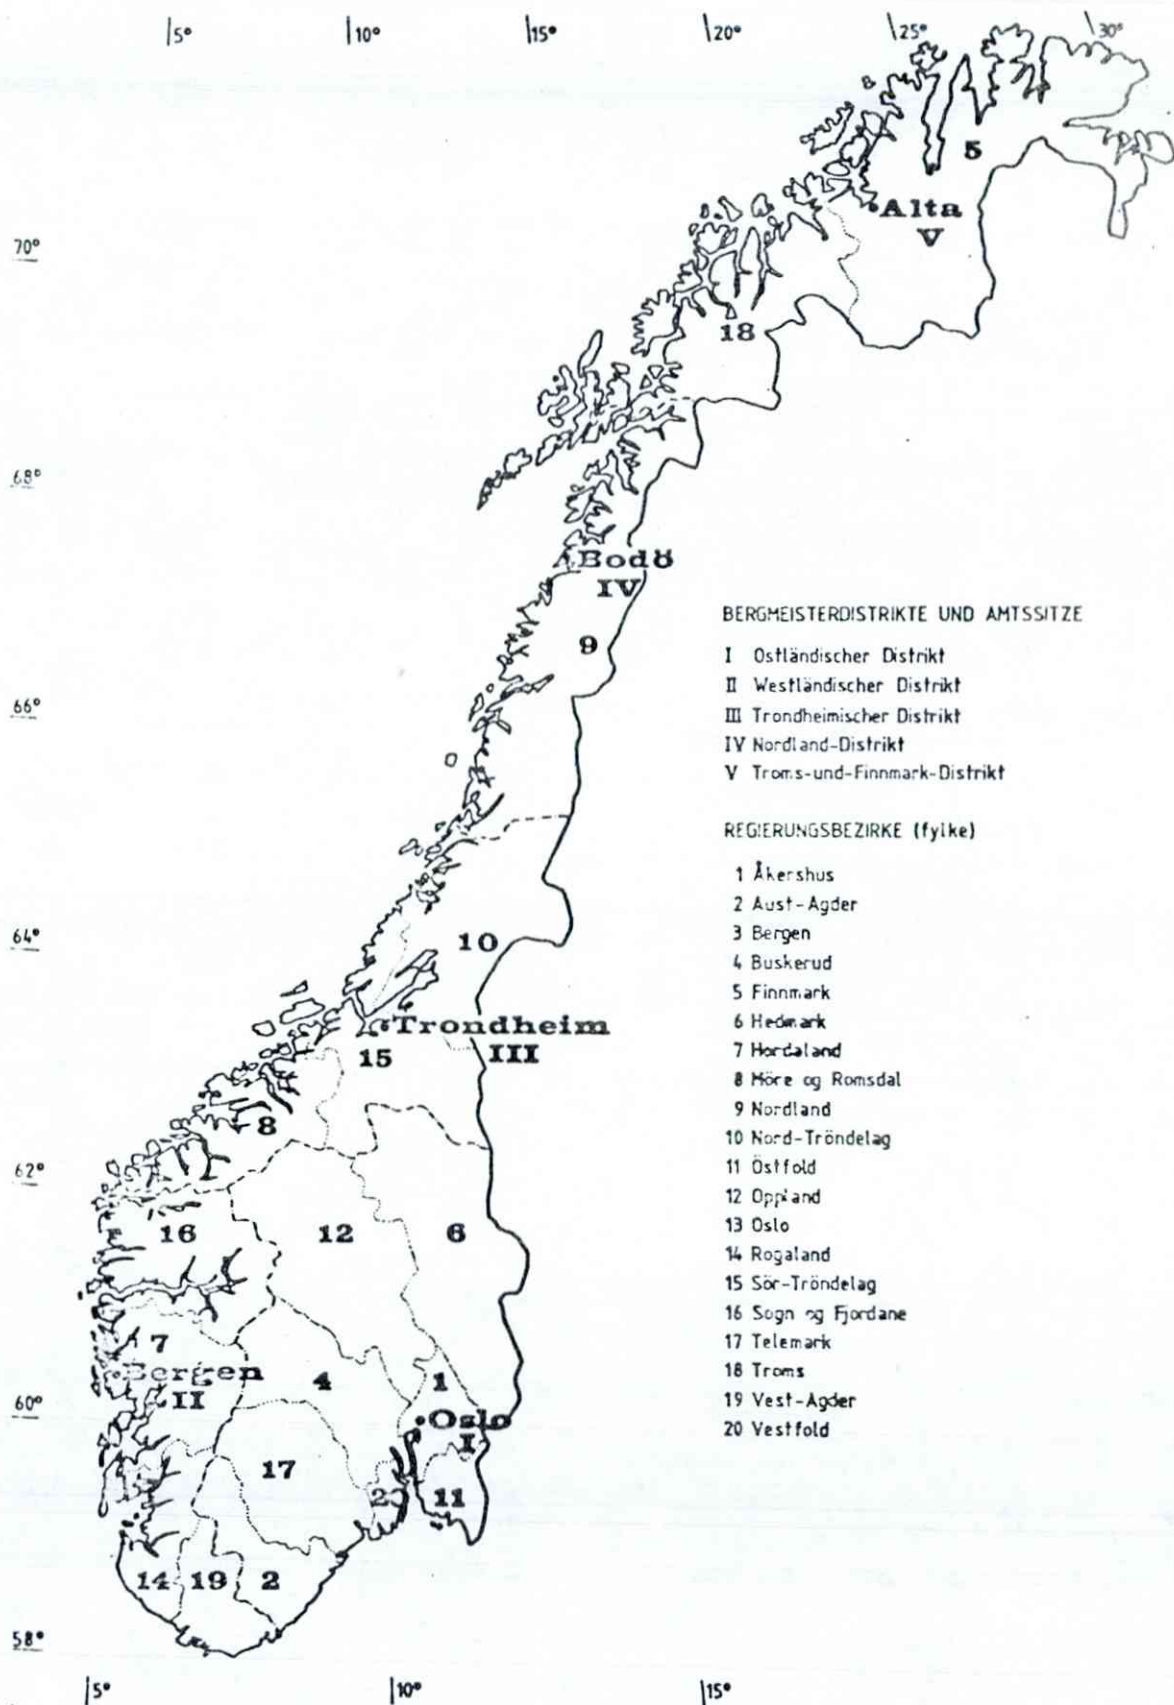 5° 10° 15° 20° 25° 30°
5
Alta
V
70°
18
68°
Bodö
IV
9
66°
BERGMEISTERDISTRIKTE UND AMTSSITZE
I Ostländischer Distrikt
II Westländischer Distrikt
III Trondheimischer Distrikt
IV Nordland-Distrikt
V Troms-und-Finnmark-Distrikt
REGIERUNGSBEZIRKE (fylke)
1 Åkershus
2 Aust-Agder
3 Bergen
4 Buskerud
5 Finnmark
6 Hedmark
7 Hordaland
8 Möre og Romsdal
9 Nordland
10 Nord-Tröndelag
11 Östfold
12 Oppland
13 Oslo
14 Rogaland
15 Sör-Tröndelag
16 Sogn og Fjordane
17 Telemark
18 Troms
19 Vest-Agder
20 Vestfold
64°
10
Trondheim
III
15
8
62°
16 12 6
7
Bergen
II
4 1
60°
Oslo
I
17
20 11
14 19 2
58°
5° 10° 15°